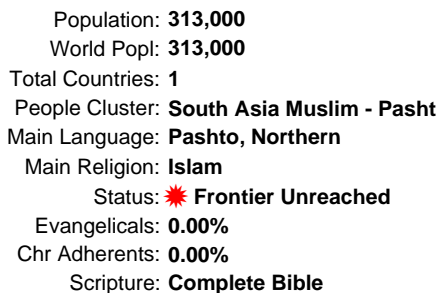 Population: 313,000
World Popl: 313,000
Total Countries: 1
People Cluster: South Asia Muslim - Pasht
Main Language: Pashto, Northern
Main Religion: Islam
Status: Frontier Unreached
Evangelicals: 0.00%
Chr Adherents: 0.00%
Scripture: Complete Bible